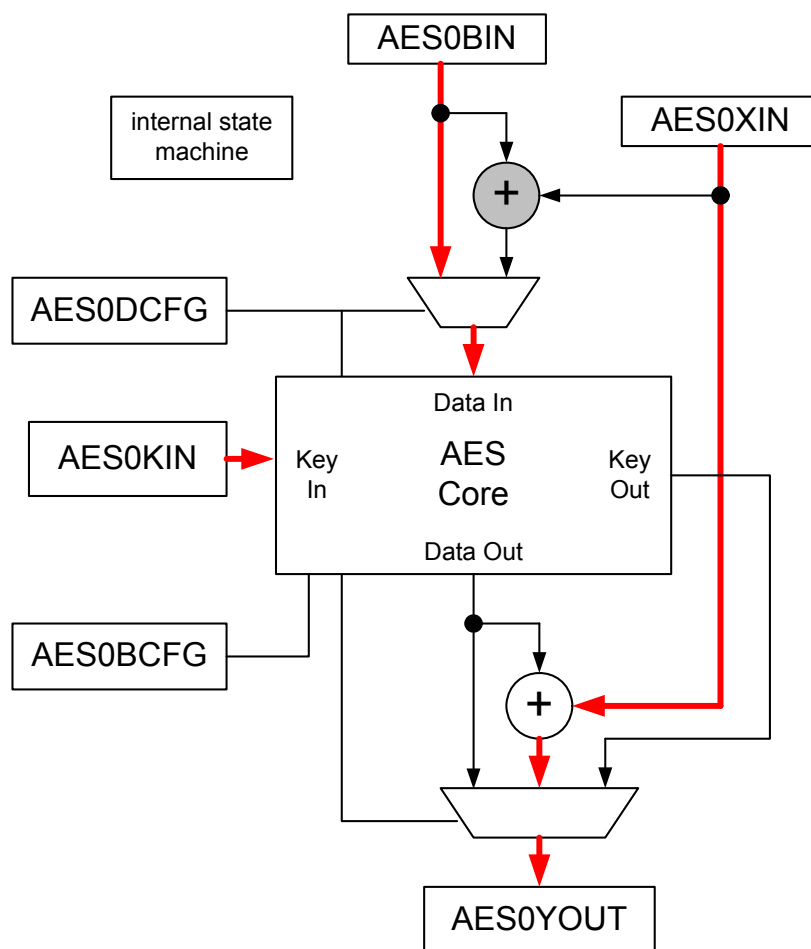 AES0BIN
internal state
machine
AES0XIN
+
AES0DCFG
Data In
AES0KIN
Key
In
AES
Core
Key
Out
Data Out
AES0BCFG
+
AES0YOUT